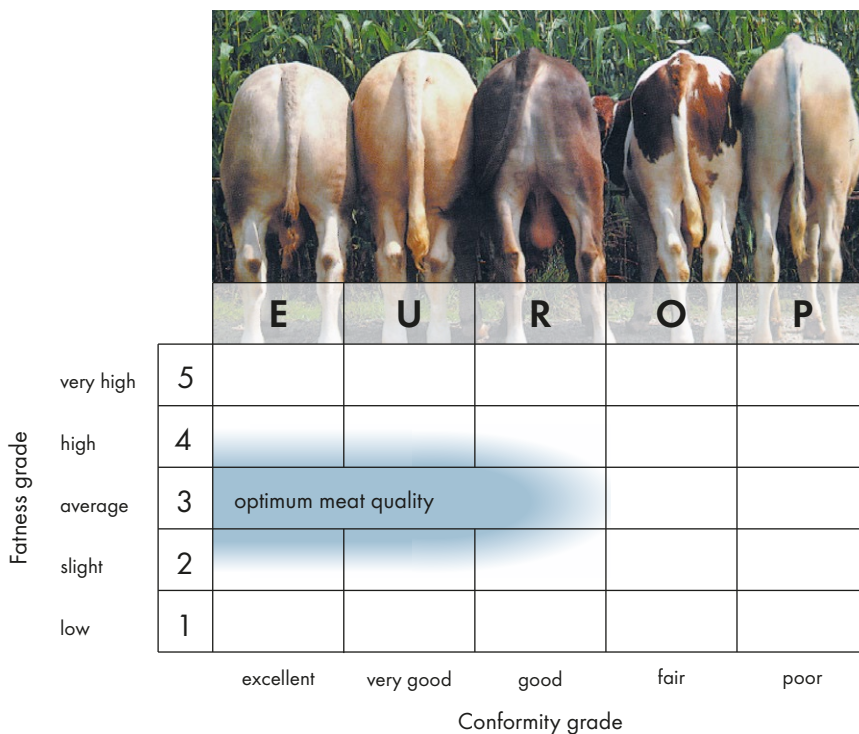 E U R O P
very high 5
high 4
average 3 optimum meat quality
slight 2
low 1
Fatness grade
excellent very good good fair poor
Conformity grade